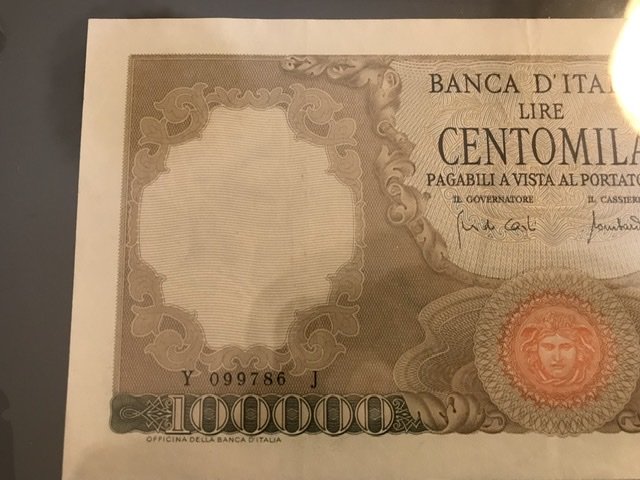 BANCA D'ITA
LIRE
CENTOMILA
PAGABILI A VISTA AL PORTATO
IL GOVERNATORE IL CASSIER
Y 099786 J
100000
OFFICINA DELLA BANCA D'ITALIA